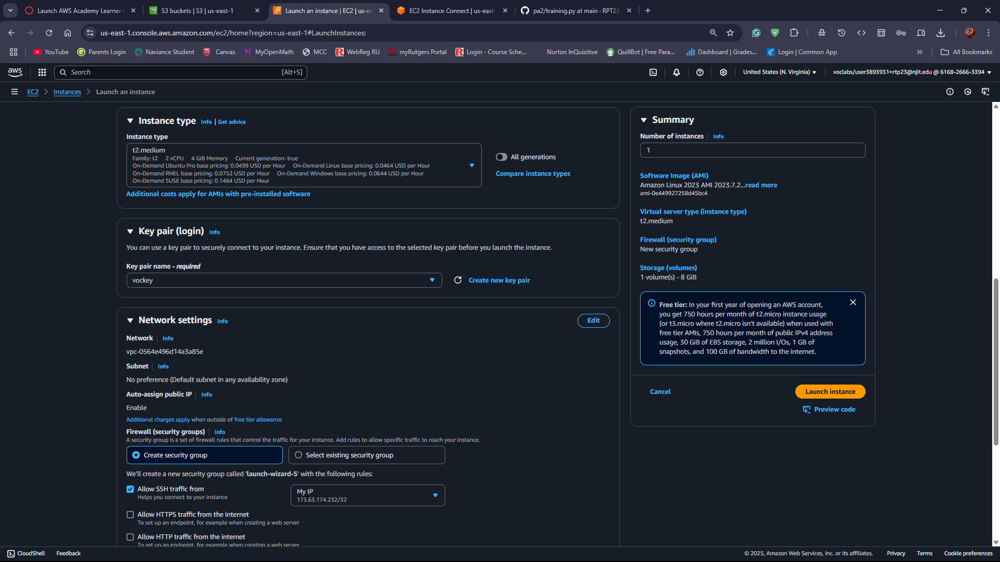 Launch AWS Academy Learner
S3 buckets | S3 | us-east-1
Launch an instance | EC2 | us-ea
EC2 Instance Connect | us-east-
pa2/training.py at main · RPT23
us-east-1.console.aws.amazon.com/ec2/home?region=us-east-1#LaunchInstances:
YouTube
Parents Login
Naviance Student
Canvas
MyOpenMath
MCC
WebReg RU
myRutgers Portal
Login - Course Sche...
Norton InQuizitive
QuillBot | Free Para...
Dashboard | Grades...
Login | Common App
All Bookmarks
aws
Search
[Alt+S]
United States (N. Virginia)
voclabs/user3893931=rtp23@njit.edu @ 6168-2666-3394
EC2
Instances
Launch an instance
Instance type
Info | Get advice
Instance type
t2.medium
Family: t2 2 vCPU 4 GiB Memory Current generation: true
On-Demand Ubuntu Pro base pricing: 0.0499 USD per Hour On-Demand Linux base pricing: 0.0464 USD per Hour
On-Demand RHEL base pricing: 0.0752 USD per Hour On-Demand Windows base pricing: 0.0644 USD per Hour
On-Demand SUSE base pricing: 0.1464 USD per Hour
All generations
Compare instance types
Additional costs apply for AMIs with pre-installed software
Key pair (login)
Info
You can use a key pair to securely connect to your instance. Ensure that you have access to the selected key pair before you launch the instance.
Key pair name - required
vockey
Create new key pair
Network settings
Info
Edit
Network
Info
vpc-0564e496d14a3a85e
Subnet
Info
No preference (Default subnet in any availability zone)
Auto-assign public IP
Info
Enable
Additional charges apply when outside of free tier allowance
Firewall (security groups)
Info
A security group is a set of firewall rules that control the traffic for your instance. Add rules to allow specific traffic to reach your instance.
Create security group
Select existing security group
We'll create a new security group called 'launch-wizard-5' with the following rules:
Allow SSH traffic from
Helps you connect to your instance
My IP
173.63.174.232/32
Allow HTTPS traffic from the internet
To set up an endpoint, for example when creating a web server
Allow HTTP traffic from the internet
To set up an endpoint, for example when creating a web server
Summary
Number of instances
Info
1
Software Image (AMI)
Amazon Linux 2023 AMI 2023.7.2...read more
ami-0e449927258d45bc4
Virtual server type (instance type)
t2.medium
Firewall (security group)
New security group
Storage (volumes)
1 volume(s) - 8 GiB
Free tier: In your first year of opening an AWS account,
you get 750 hours per month of t2.micro instance usage
(or t3.micro where t2.micro isn't available) when used with
free tier AMIs, 750 hours per month of public IPv4 address
usage, 30 GiB of EBS storage, 2 million I/Os, 1 GB of
snapshots, and 100 GB of bandwidth to the internet.
Cancel
Launch instance
Preview code
CloudShell
Feedback
© 2025, Amazon Web Services, Inc. or its affiliates.
Privacy
Terms
Cookie preferences